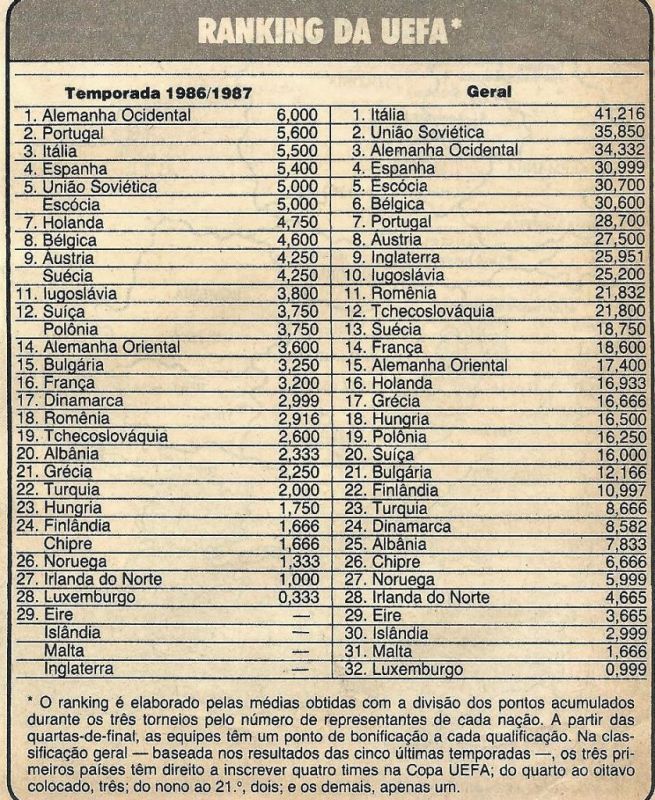 RANKING DA UEFA*
Temporada 1986/1987
1. Alemanha Ocidental 6,000
2. Portugal 5,600
3. Itália 5,500
4. Espanha 5,400
5. União Soviética 5,000
Escócia 5,000
7. Holanda 4,750
8. Bélgica 4,600
9. Áustria 4,250
Suécia 4,250
11. Iugoslávia 3,800
12. Suíça 3,750
Polônia 3,750
14. Alemanha Oriental 3,600
15. Bulgária 3,250
16. França 3,200
17. Dinamarca 2,999
18. Romênia 2,916
19. Tchecoslováquia 2,600
20. Albânia 2,333
21. Grécia 2,250
22. Turquia 2,000
23. Hungria 1,750
24. Finlândia 1,666
Chipre 1,666
26. Noruega 1,333
27. Irlanda do Norte 1,000
28. Luxemburgo 0,333
29. Eire —
Islândia —
Malta —
Inglaterra —
Geral
1. Itália 41,216
2. União Soviética 35,850
3. Alemanha Ocidental 34,332
4. Espanha 30,999
5. Escócia 30,700
6. Bélgica 30,600
7. Portugal 28,700
8. Áustria 27,500
9. Inglaterra 25,951
10. Iugoslávia 25,200
11. Romênia 21,832
12. Tchecoslováquia 21,800
13. Suécia 18,750
14. França 18,600
15. Alemanha Oriental 17,400
16. Holanda 16,933
17. Grécia 16,666
18. Hungria 16,500
19. Polônia 16,250
20. Suíça 16,000
21. Bulgária 12,166
22. Finlândia 10,997
23. Turquia 8,666
24. Dinamarca 8,582
25. Albânia 7,833
26. Chipre 6,666
27. Noruega 5,999
28. Irlanda do Norte 4,665
29. Eire 3,665
30. Islândia 2,999
31. Malta 1,666
32. Luxemburgo 0,999
* O ranking é elaborado pelas médias obtidas com a divisão dos pontos acumulados
durante os três torneios pelo número de representantes de cada nação. A partir das
quartas-de-final, as equipes têm um ponto de bonificação a cada qualificação. Na clas-
sificação geral — baseada nos resultados das cinco últimas temporadas —, os três pri-
meiros países têm direito a inscrever quatro times na Copa UEFA; do quarto ao oitavo
colocado, três; do nono ao 21.º, dois; e os demais, apenas um.